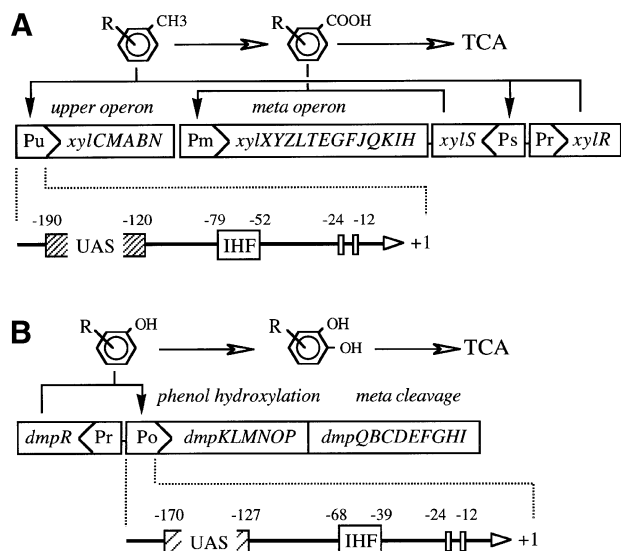 A
R CH3 R COOH TCA
upper operon meta operon
Pu xylCMABN Pm xylXYZLTEGFJQKIH xylS Ps Pr xylR
-190 -120 -79 -52 -24 -12
UAS IHF +1
B
R OH R OH OH TCA
phenol hydroxylation meta cleavage
dmpR Pr Po dmpKLMNOP dmpQBCDEFGHI
-170 -127 -68 -39 -24 -12
UAS IHF +1